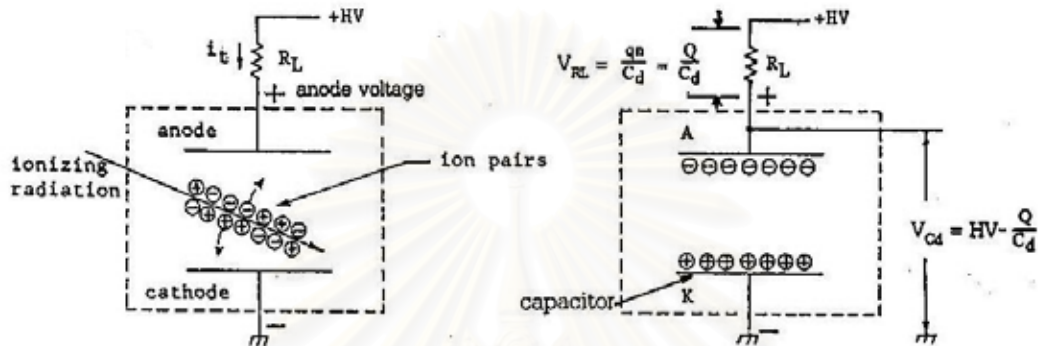 +HV
i_t ↓ R_L
+ anode voltage
anode
ionizing
radiation
ion pairs
cathode
−
+HV
V_RL = qn/C_d = Q/C_d
R_L
+
A
V_Cd = HV-Q/C_d
capacitor
K
−